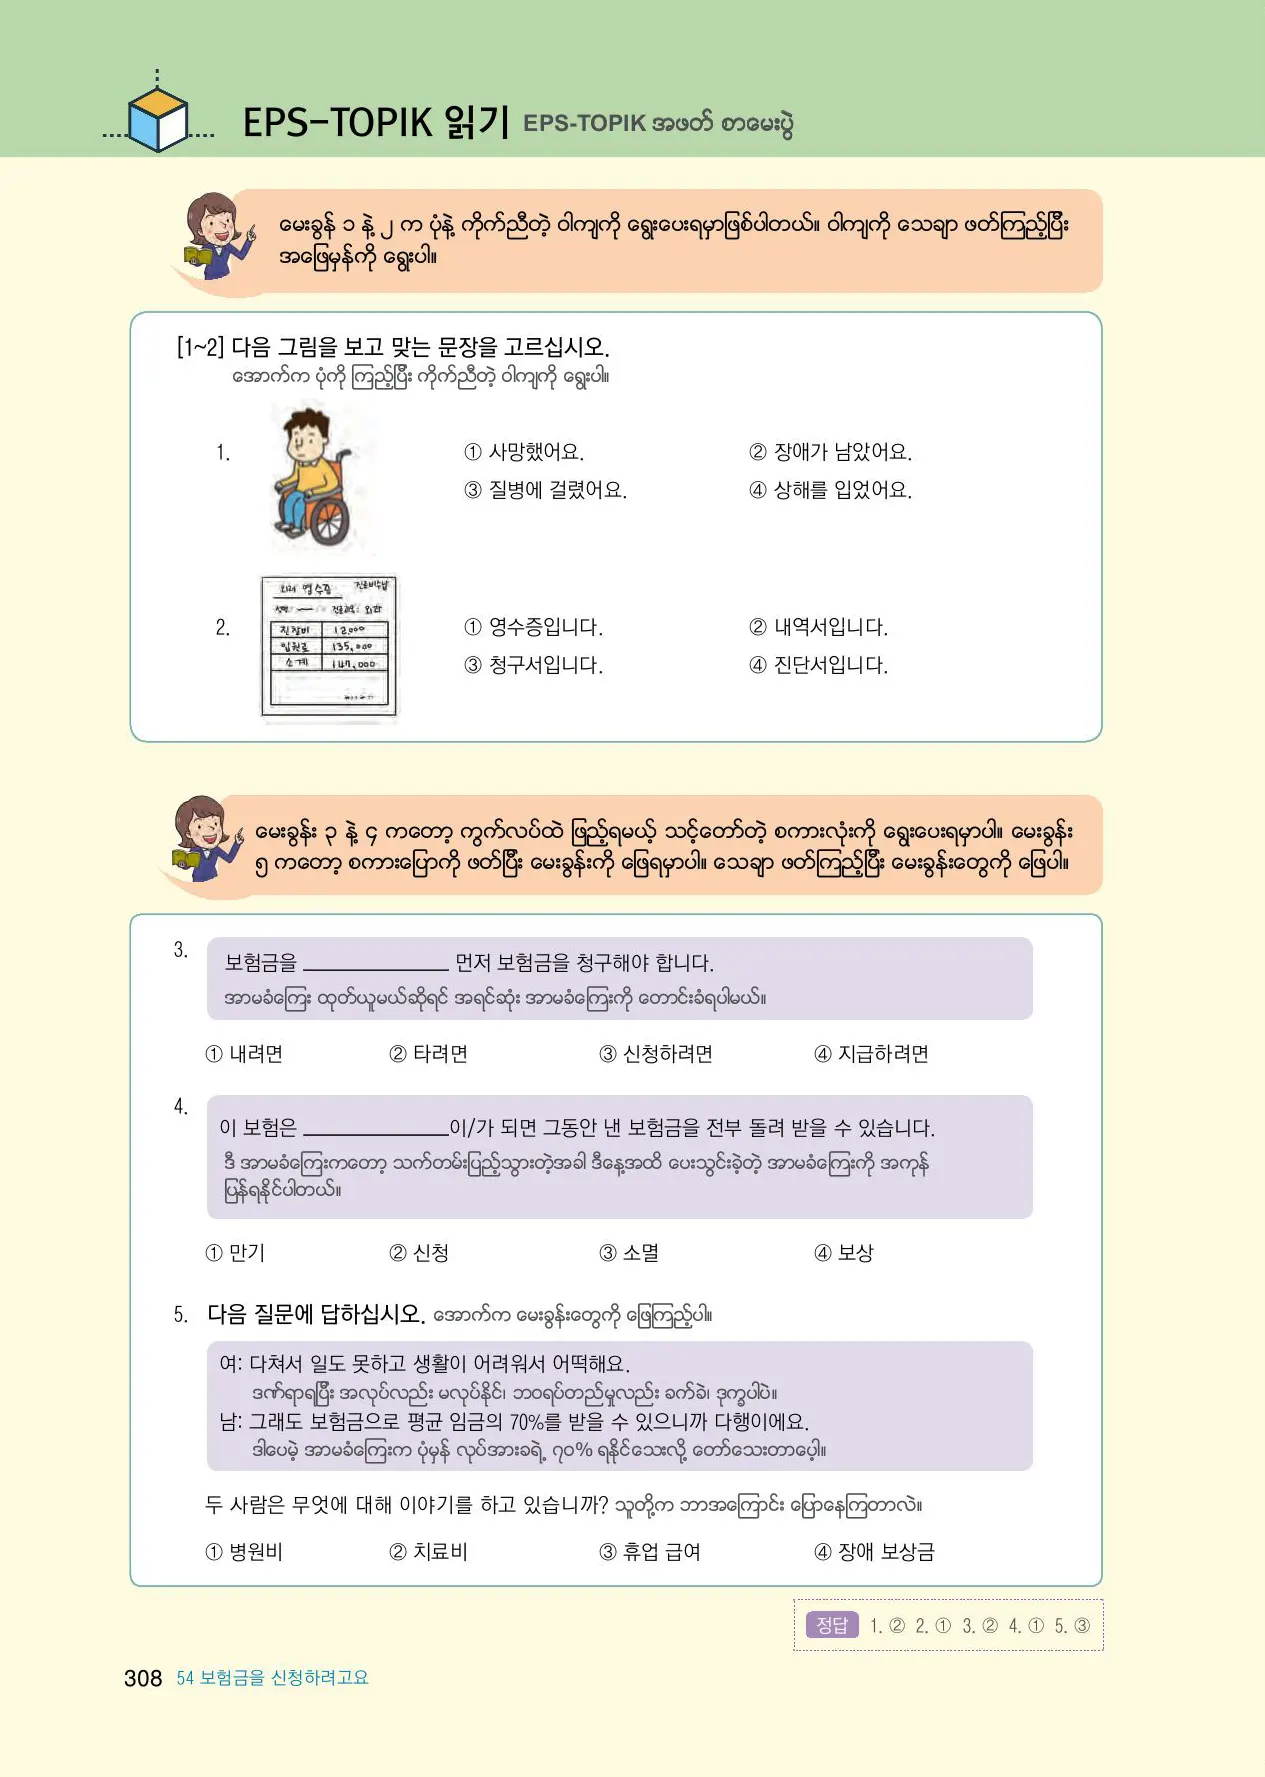 EPS-TOPIK 읽기 EPS-TOPIK အဖတ် စာမေးပွဲ
မေးခွန် ၁ နဲ့ ၂ က ပုံနဲ့ ကိုက်ညီတဲ့ ဝါကျကို ရွေးပေးရမှာဖြစ်ပါတယ်။ ဝါကျကို သေချာ ဖတ်ကြည့်ပြီး
အဖြေမှန်ကို ရွေးပါ။
[1~2] 다음 그림을 보고 맞는 문장을 고르십시오.
အောက်က ပုံကို ကြည့်ပြီး ကိုက်ညီတဲ့ ဝါကျကို ရွေးပါ။
1.
① 사망했어요. ② 장애가 남았어요.
③ 질병에 걸렸어요. ④ 상해를 입었어요.
외래 영수증 진료비수납
성명 진료과목: 외과
진찰비 12,000
입원료 135,000
소계 147,000
2.
① 영수증입니다. ② 내역서입니다.
③ 청구서입니다. ④ 진단서입니다.
မေးခွန်း ၃ နဲ့ ၄ ကတော့ ကွက်လပ်ထဲ ဖြည့်ရမယ့် သင့်တော်တဲ့ စကားလုံးကို ရွေးပေးရမှာပါ။ မေးခွန်း
၅ ကတော့ စကားပြောကို ဖတ်ပြီး မေးခွန်းကို ဖြေရမှာပါ။ သေချာ ဖတ်ကြည့်ပြီး မေးခွန်းတွေကို ဖြေပါ။
3. 보험금을 ______________ 먼저 보험금을 청구해야 합니다.
အာမခံကြေး ထုတ်ယူမယ်ဆိုရင် အရင်ဆုံး အာမခံကြေးကို တောင်းခံရပါမယ်။
① 내려면 ② 타려면 ③ 신청하려면 ④ 지급하려면
4. 이 보험은 ______________이/가 되면 그동안 낸 보험금을 전부 돌려 받을 수 있습니다.
ဒီ အာမခံကြေးကတော့ သက်တမ်းပြည့်သွားတဲ့အခါ ဒီနေ့အထိ ပေးသွင်းခဲ့တဲ့ အာမခံကြေးကို အကုန်
ပြန်ရနိုင်ပါတယ်။
① 만기 ② 신청 ③ 소멸 ④ 보상
5. 다음 질문에 답하십시오. အောက်က မေးခွန်းတွေကို ဖြေကြည့်ပါ။
여: 다쳐서 일도 못하고 생활이 어려워서 어떡해요.
ဒဏ်ရာရပြီး အလုပ်လည်း မလုပ်နိုင်၊ ဘဝရပ်တည်မှုလည်း ခက်ခဲ၊ ဒုက္ခပါပဲ။
남: 그래도 보험금으로 평균 임금의 70%를 받을 수 있으니까 다행이에요.
ဒါပေမဲ့ အာမခံကြေးက ပုံမှန် လုပ်အားခရဲ့ ၇၀% ရနိုင်သေးလို့ တော်သေးတာပေ့ါ။
두 사람은 무엇에 대해 이야기를 하고 있습니까? သူတို့က ဘာအကြောင်း ပြောနေကြတာလဲ။
① 병원비 ② 치료비 ③ 휴업 급여 ④ 장애 보상금
정답 1. ② 2. ① 3. ② 4. ① 5. ③
308 54 보험금을 신청하려고요